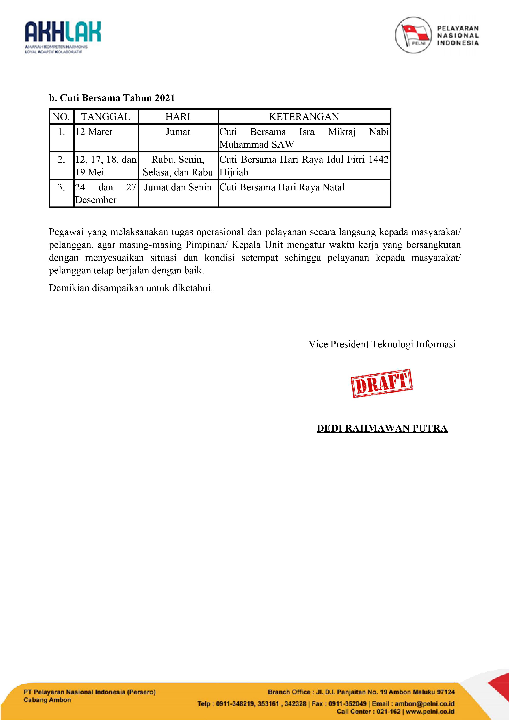 AKHLAK
PELAYARAN
NASIONAL
INDONESIA
PELNI
b. Cuti Bersama Tahun 2021
NO. TANGGAL HARI KETERANGAN
1. 12 Maret Jumat Cuti Bersama Isra Mikraj Nabi
Muhammad SAW
2. 12, 17, 18, dan Rabu, Senin, Cuti Bersama Hari Raya Idul Fitri 1442
19 Mei Selasa, dan Rabu Hijriah
3. 24 dan 27 Jumat dan Senin Cuti Bersama Hari Raya Natal
Desember
Pegawai yang melaksanakan tugas operasional dan pelayanan secara langsung kepada masyarakat/
pelanggan, agar masing-masing Pimpinan/ Kepala Unit mengatur waktu kerja yang bersangkutan
dengan menyesuaikan situasi dan kondisi setempat sehingga pelayanan kepada masyarakat/
pelanggan tetap berjalan dengan baik.
Demikian disampaikan untuk diketahui.
Vice President Teknologi Informasi
DRAFT
DEDI RAHMAWAN PUTRA
PT Pelayaran Nasional Indonesia (Persero)
Cabang Ambon
Branch Office : Jl. D.I. Panjaitan No. 19 Ambon Maluku 97124
Telp : 0911-348219, 353161 , 342328 | Fax : 0911-352049 | Email : ambon@pelni.co.id
Call Center : 021-162 | www.pelni.co.id